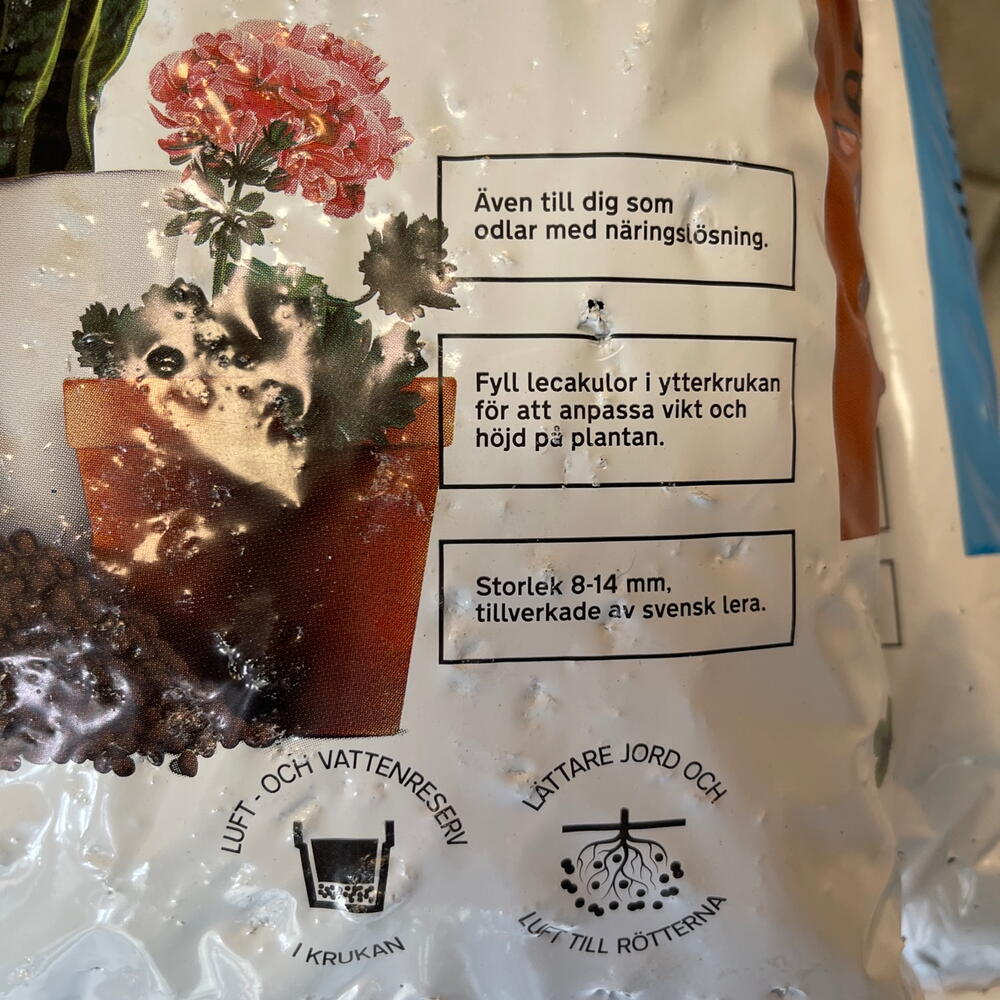 Även till dig som
odlar med näringslösning.
Fyll lecakulor i ytterkrukan
för att anpassa vikt och
höjd på plantan.
Storlek 8-14 mm,
tillverkade av svensk lera.
LUFT- OCH VATTENRESERV
I KRUKAN
LÄTTARE JORD OCH
LUFT TILL RÖTTERNA